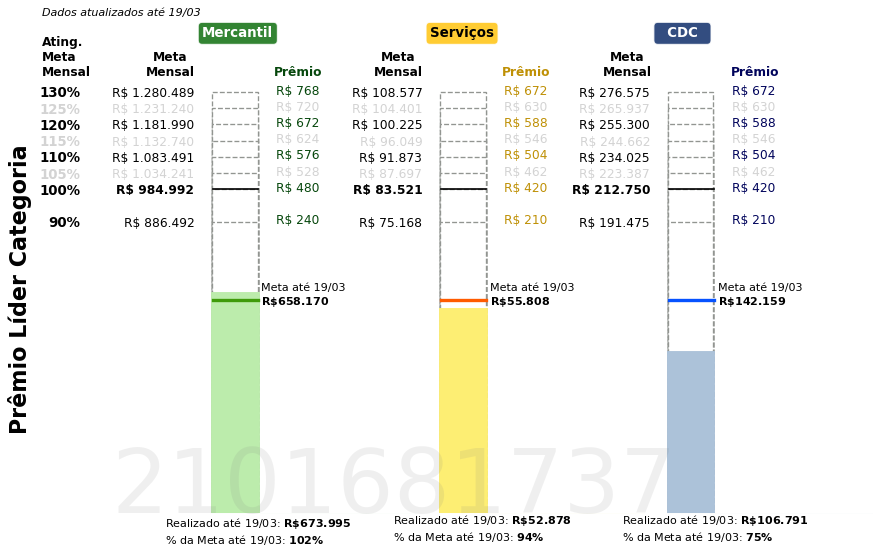 Dados atualizados até 19/03
Mercantil Serviços CDC
Ating. Meta Mensal Meta Mensal Prêmio Meta Mensal Prêmio Meta Mensal Prêmio
130% R$ 1.280.489 R$ 768 R$ 108.577 R$ 672 R$ 276.575 R$ 672
125% R$ 1.231.240 R$ 720 R$ 104.401 R$ 630 R$ 265.937 R$ 630
120% R$ 1.181.990 R$ 672 R$ 100.225 R$ 588 R$ 255.300 R$ 588
115% R$ 1.132.740 R$ 624 R$ 96.049 R$ 546 R$ 244.662 R$ 546
110% R$ 1.083.491 R$ 576 R$ 91.873 R$ 504 R$ 234.025 R$ 504
105% R$ 1.034.241 R$ 528 R$ 87.697 R$ 462 R$ 223.387 R$ 462
100% R$ 984.992 R$ 480 R$ 83.521 R$ 420 R$ 212.750 R$ 420
90% R$ 886.492 R$ 240 R$ 75.168 R$ 210 R$ 191.475 R$ 210
Prêmio Líder Categoria
Meta até 19/03 Meta até 19/03 Meta até 19/03
R$658.170 R$55.808 R$142.159
2101681737
Realizado até 19/03: R$673.995 Realizado até 19/03: R$52.878 Realizado até 19/03: R$106.791
% da Meta até 19/03: 102% % da Meta até 19/03: 94% % da Meta até 19/03: 75%